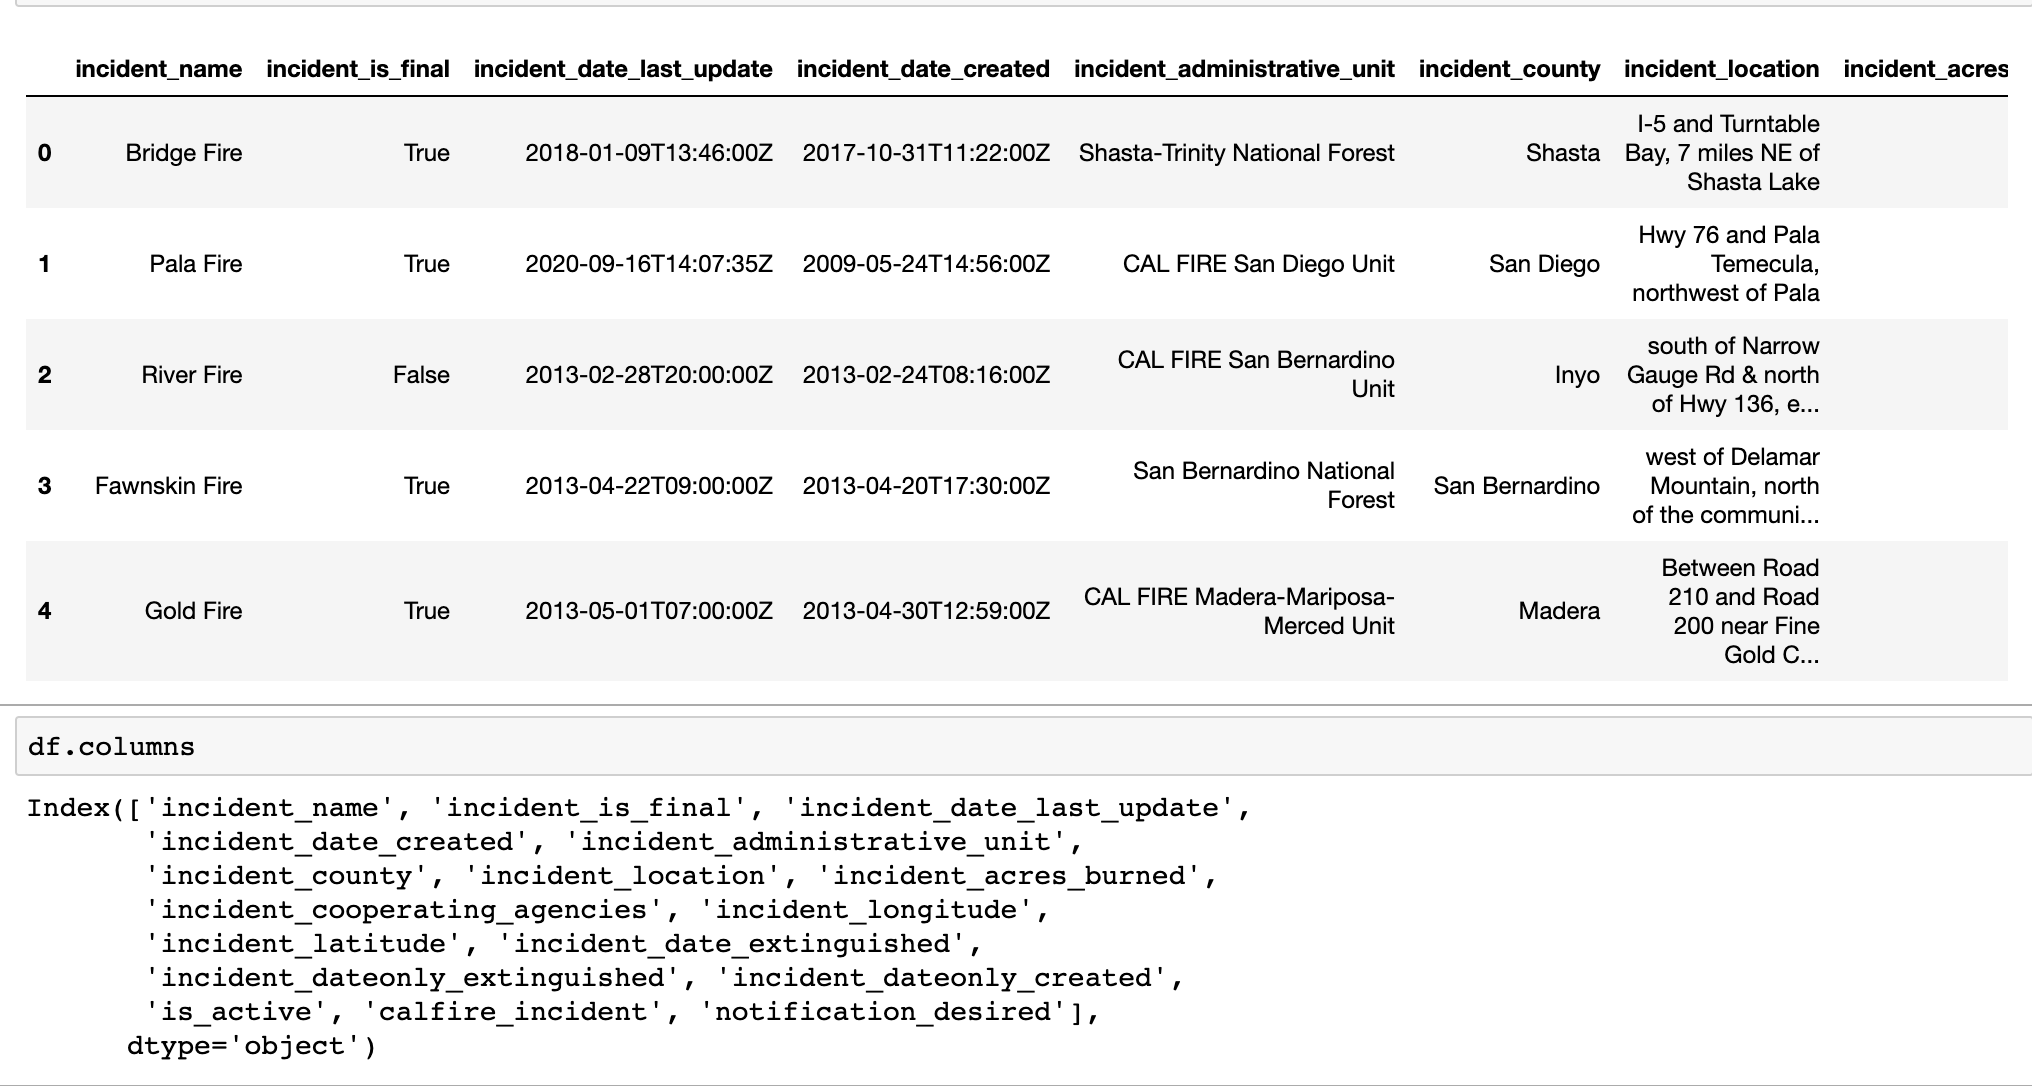 incident_name incident_is_final incident_date_last_update incident_date_created incident_administrative_unit incident_county incident_location incident_acres
0 Bridge Fire True 2018-01-09T13:46:00Z 2017-10-31T11:22:00Z Shasta-Trinity National Forest Shasta I-5 and Turntable
Bay, 7 miles NE of
Shasta Lake
1 Pala Fire True 2020-09-16T14:07:35Z 2009-05-24T14:56:00Z CAL FIRE San Diego Unit San Diego Hwy 76 and Pala
Temecula,
northwest of Pala
2 River Fire False 2013-02-28T20:00:00Z 2013-02-24T08:16:00Z CAL FIRE San Bernardino
Unit Inyo south of Narrow
Gauge Rd & north
of Hwy 136, e...
3 Fawnskin Fire True 2013-04-22T09:00:00Z 2013-04-20T17:30:00Z San Bernardino National
Forest San Bernardino west of Delamar
Mountain, north
of the communi...
4 Gold Fire True 2013-05-01T07:00:00Z 2013-04-30T12:59:00Z CAL FIRE Madera-Mariposa-
Merced Unit Madera Between Road
210 and Road
200 near Fine
Gold C...
df.columns
Index(['incident_name', 'incident_is_final', 'incident_date_last_update',
'incident_date_created', 'incident_administrative_unit',
'incident_county', 'incident_location', 'incident_acres_burned',
'incident_cooperating_agencies', 'incident_longitude',
'incident_latitude', 'incident_date_extinguished',
'incident_dateonly_extinguished', 'incident_dateonly_created',
'is_active', 'calfire_incident', 'notification_desired'],
dtype='object')